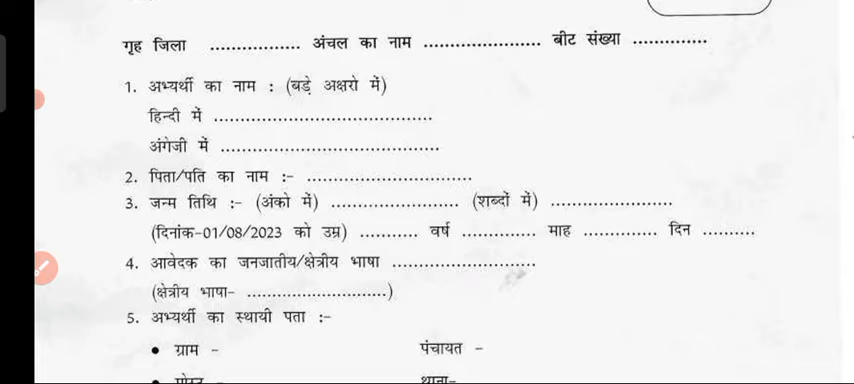 गृह जिला ................. अंचल का नाम ...................... बीट संख्या ..............
1. अभ्यर्थी का नाम : (बड़े अक्षरो में)
हिन्दी में ..........................................
अंगेजी में ..........................................
2. पिता/पति का नाम :- ................................
3. जन्म तिथि :- (अंको में) ........................ (शब्दों में) .......................
(दिनांक-01/08/2023 को उम्र) ........... वर्ष .............. माह .............. दिन ..........
4. आवेदक का जनजातीय/क्षेत्रीय भाषा ...........................
(क्षेत्रीय भाषा- ...........................)
5. अभ्यर्थी का स्थायी पता :-
• ग्राम - पंचायत -
• पोस्ट - थाना-